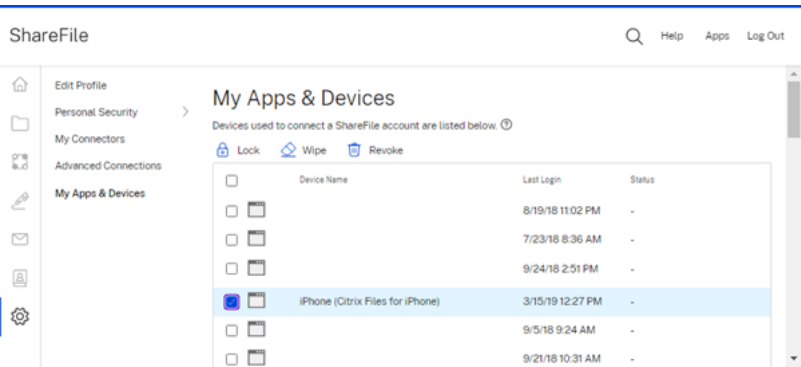 ShareFile
Help Apps Log Out
Edit Profile
Personal Security
My Connectors
Advanced Connections
My Apps & Devices
My Apps & Devices
Devices used to connect a ShareFile account are listed below.
Lock Wipe Revoke
Device Name Last Login Status
8/19/18 11:02 PM -
7/23/18 8:36 AM -
9/24/18 2:51 PM -
iPhone (Citrix Files for iPhone) 3/15/19 12:27 PM -
9/5/18 9:24 AM -
9/21/18 10:31 AM -